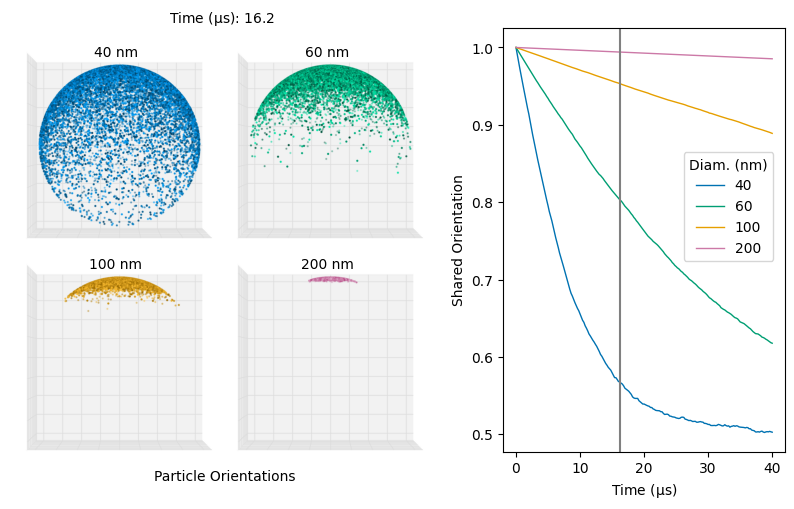 Time (µs): 16.2
40 nm
60 nm
100 nm
200 nm
Particle Orientations
Shared Orientation
1.0
0.9
0.8
0.7
0.6
0.5
Diam. (nm)
40
60
100
200
0 10 20 30 40
Time (µs)